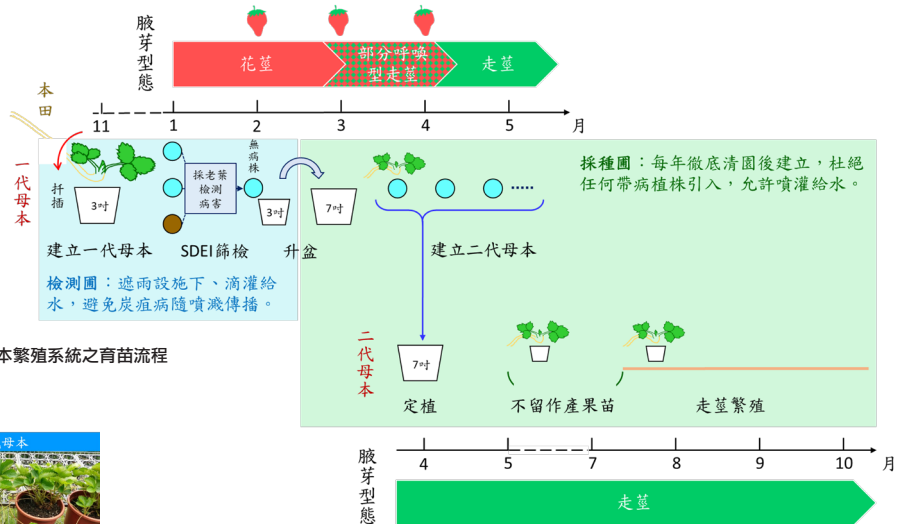 腋芽型態
花莖
部分呼喚
型走莖
走莖
11 1 2 3 4 5 月
本田
一代母本
扦插
3吋
採老葉
檢測
病害
無病株
3吋
7吋
建立一代母本
SDEI篩檢
升盆
建立二代母本
檢測圃：遮雨設施下、滴灌給
水，避免炭疽病隨噴濺傳播。
採種圃：每年徹底清園後建立，杜絕
任何帶病植株引入，允許噴灌給水。
本繁殖系統之育苗流程
二代母本
7吋
定植
不留作產果苗
走莖繁殖
母本
4 5 7 8 9 10 月
腋芽型態
走莖